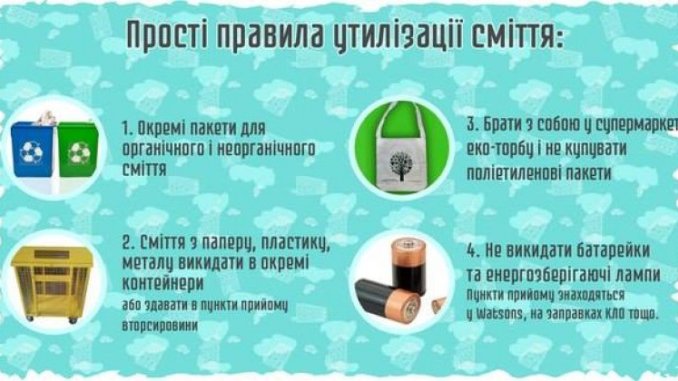 Прості правила утилізації сміття:
1. Окремі пакети для
органічного і неорганічного
сміття
2. Сміття з паперу, пластику,
металу викидати в окремі
контейнери
або здавати в пункти прийому
вторсировини
3. Брати з собою у супермаркет
еко-торбу і не купувати
поліетиленові пакети
4. Не викидати батарейки
та енергозберігаючі лампи
Пункти прийому знаходяться
у Watsons, на заправках КЛО тощо.